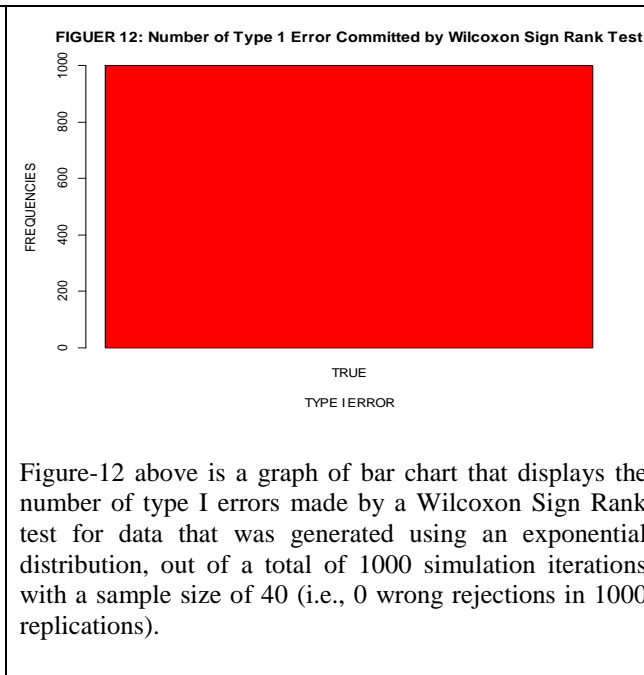 FIGUER 12: Number of Type 1 Error Committed by Wilcoxon Sign Rank Test
1000
800
600
400
200
0
FREQUENCIES
TRUE
TYPE I ERROR
Figure-12 above is a graph of bar chart that displays the
number of type I errors made by a Wilcoxon Sign Rank
test for data that was generated using an exponential
distribution, out of a total of 1000 simulation iterations
with a sample size of 40 (i.e., 0 wrong rejections in 1000
replications).